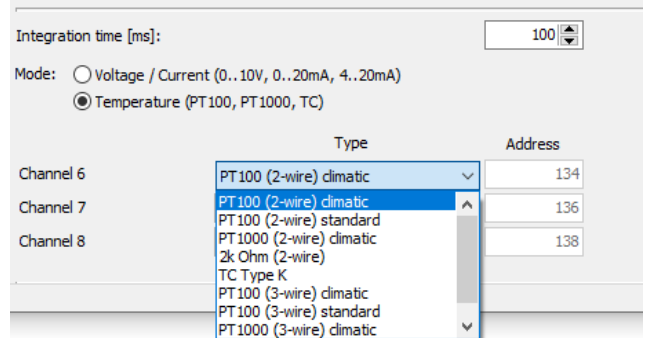 Integration time [ms]: 100
Mode: Voltage / Current (0..10V, 0..20mA, 4..20mA)
Temperature (PT100, PT1000, TC)
Type Address
Channel 6 PT100 (2-wire) climatic 134
Channel 7 136
Channel 8 138
PT100 (2-wire) climatic
PT100 (2-wire) standard
PT1000 (2-wire) climatic
2k Ohm (2-wire)
TC Type K
PT100 (3-wire) climatic
PT100 (3-wire) standard
PT1000 (3-wire) climatic